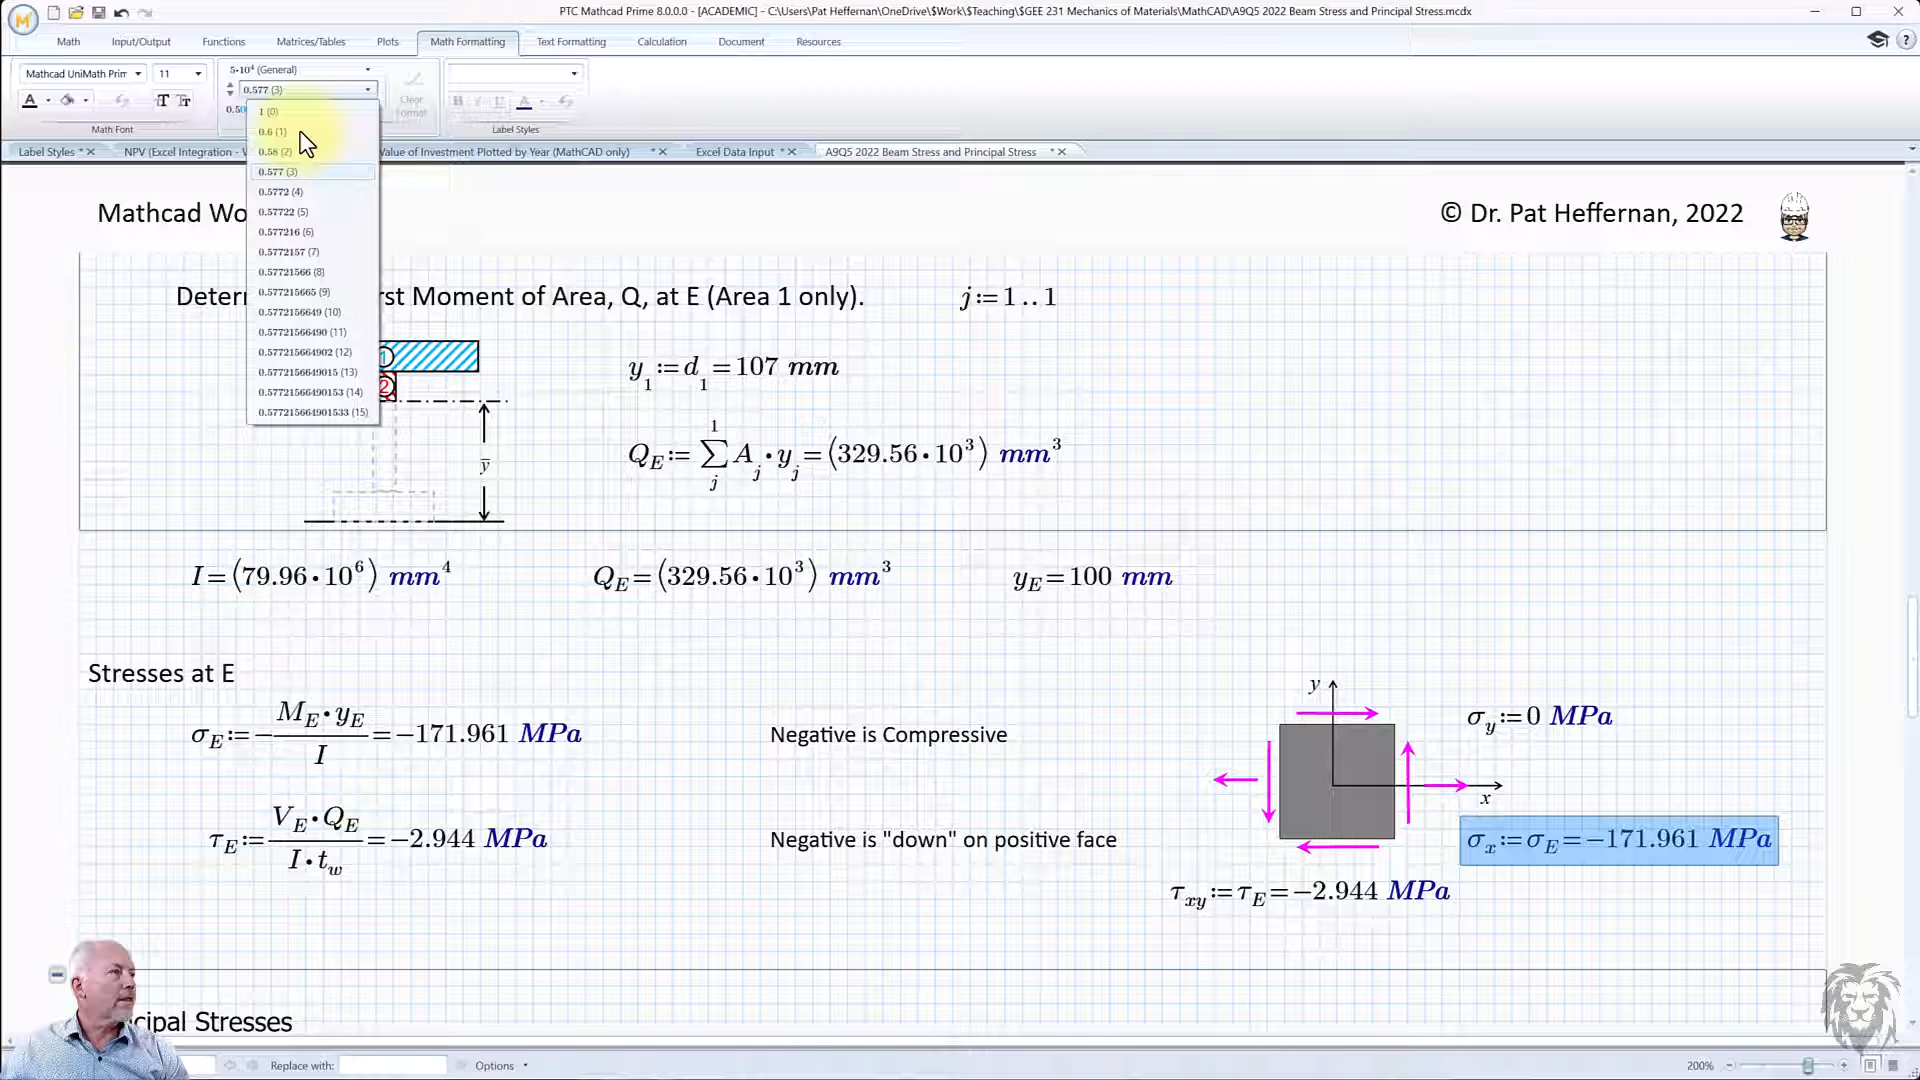 PTC Mathcad Prime 8.0.0.0 - [ACADEMIC] - C:\Users\Pat Heffernan\OneDrive\$Work\$Teaching\$GEE 231 Mechanics of Materials\MathCAD\A9Q5 2022 Beam Stress and Principal Stress.mcdx
Math Input/Output Functions Matrices/Tables Plots Math Formatting Text Formatting Calculation Document Resources
Mathcad UniMath Prim 11 5•10⁴ (General)
0.577 (3)
Clear Format
Math Font Label Styles
Label Styles * NPV (Excel Integration - Value of Investment Plotted by Year (MathCAD only) * Excel Data Input * A9Q5 2022 Beam Stress and Principal Stress *
1 (0)
0.6 (1)
0.58 (2)
0.577 (3)
0.5772 (4)
0.57722 (5)
0.577216 (6)
0.5772157 (7)
0.57721566 (8)
0.577215665 (9)
0.5772156649 (10)
0.57721566490 (11)
0.577215664902 (12)
0.5772156649015 (13)
0.57721566490153 (14)
0.577215664901533 (15)
Mathcad Wo
© Dr. Pat Heffernan, 2022
Deter rst Moment of Area, Q, at E (Area 1 only). j:=1..1
1
2
y̅
y₁:=d₁=107 mm
Q_E:=∑_j^1 A_j•y_j=(329.56•10³) mm³
I=(79.96•10⁶) mm⁴ Q_E=(329.56•10³) mm³ y_E=100 mm
Stresses at E
σ_E:=−(M_E•y_E)/I=−171.961 MPa Negative is Compressive
τ_E:=(V_E•Q_E)/(I•t_w)=−2.944 MPa Negative is "down" on positive face
y
x
σ_y:=0 MPa
σ_x:=σ_E=−171.961 MPa
τ_xy:=τ_E=−2.944 MPa
cipal Stresses
Replace with: Options 200%